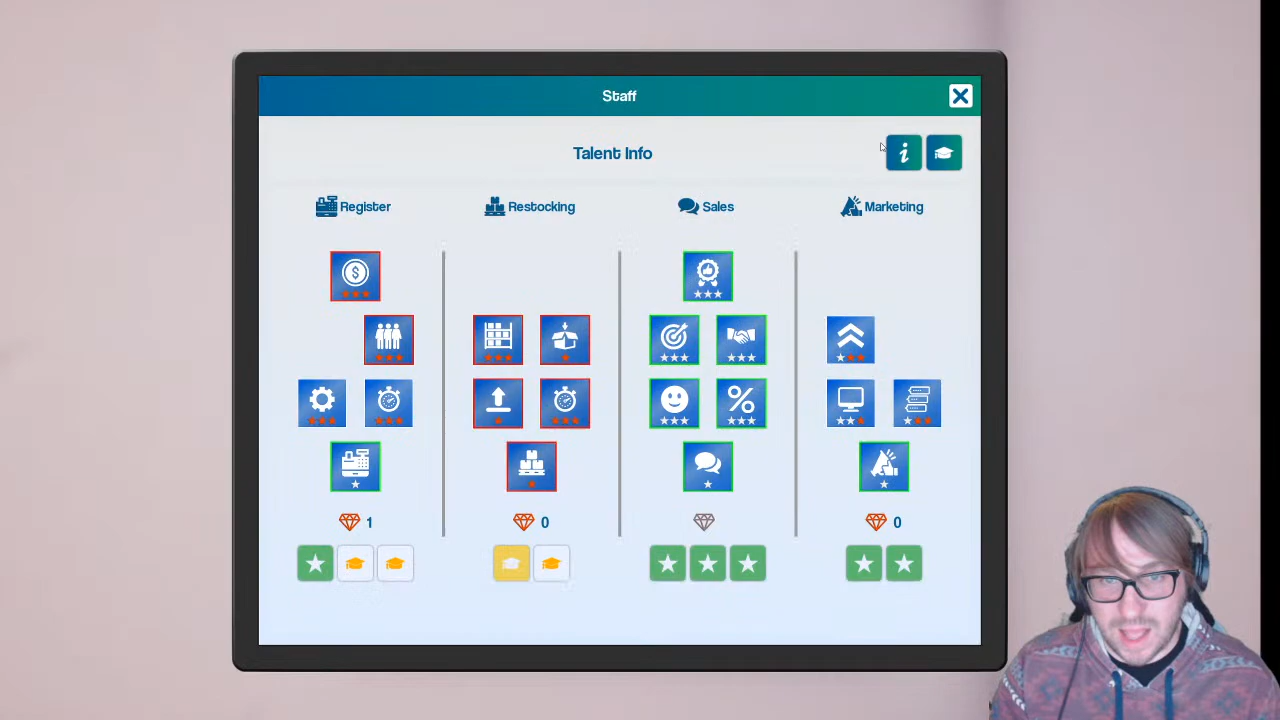 Staff
Talent Info
Register
Restocking
Sales
Marketing
1
0
0